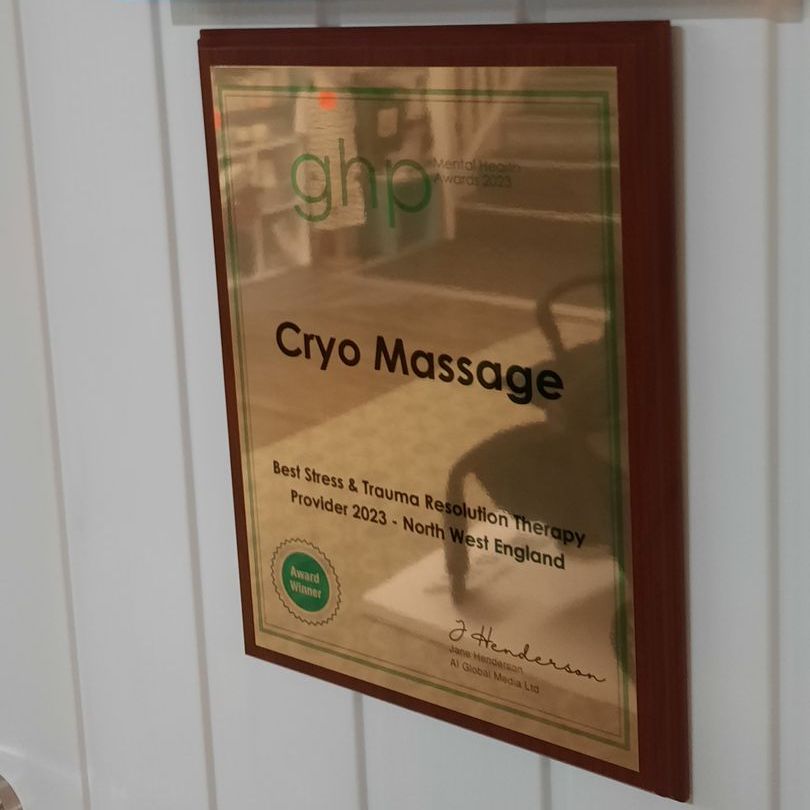 ghp
Mental Health
Awards 2023
Cryo Massage
Best Stress & Trauma Resolution Therapy
Provider 2023 - North West England
Award
Winner
J Henderson
Jane Henderson
AI Global Media Ltd